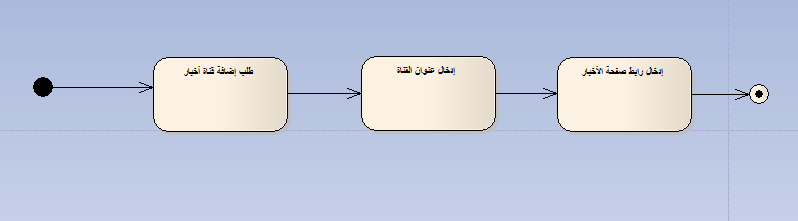 طلب إضافة قناة أخبار
إدخال عنوان القناة
إدخال رابط صفحة الأخبار